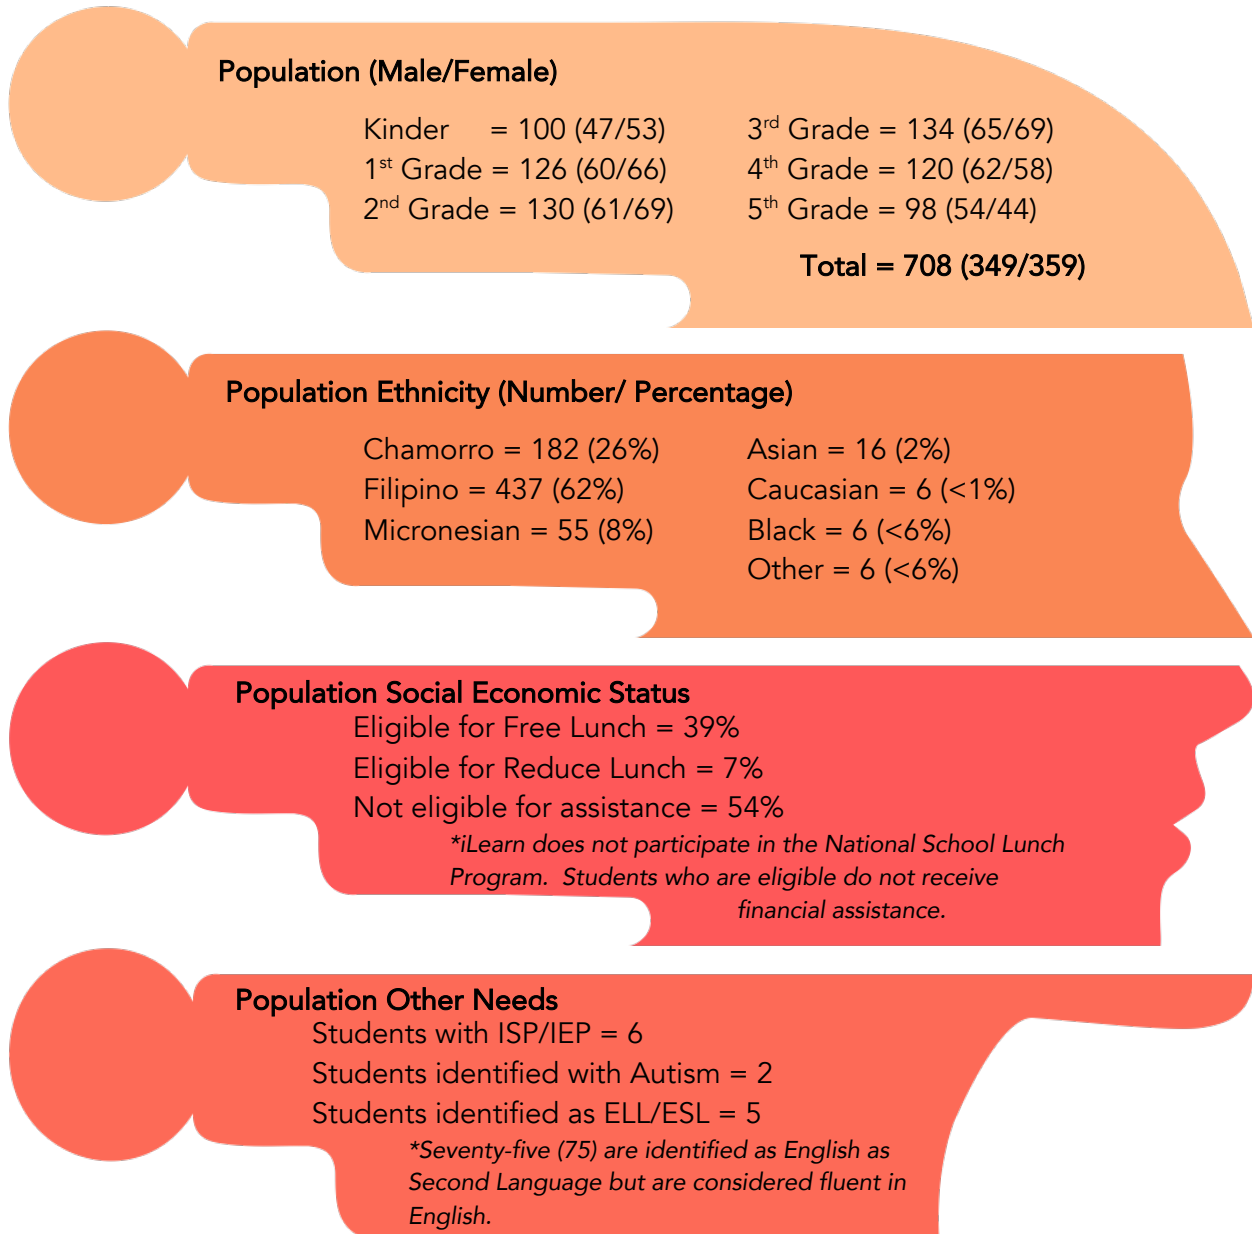 Population (Male/Female)
Kinder = 100 (47/53)
1st Grade = 126 (60/66)
2nd Grade = 130 (61/69)
3rd Grade = 134 (65/69)
4th Grade = 120 (62/58)
5th Grade = 98 (54/44)
Total = 708 (349/359)
Population Ethnicity (Number/ Percentage)
Chamorro = 182 (26%)
Filipino = 437 (62%)
Micronesian = 55 (8%)
Asian = 16 (2%)
Caucasian = 6 (<1%)
Black = 6 (<6%)
Other = 6 (<6%)
Population Social Economic Status
Eligible for Free Lunch = 39%
Eligible for Reduce Lunch = 7%
Not eligible for assistance = 54%
*iLearn does not participate in the National School Lunch
Program. Students who are eligible do not receive
financial assistance.
Population Other Needs
Students with ISP/IEP = 6
Students identified with Autism = 2
Students identified as ELL/ESL = 5
*Seventy-five (75) are identified as English as
Second Language but are considered fluent in
English.